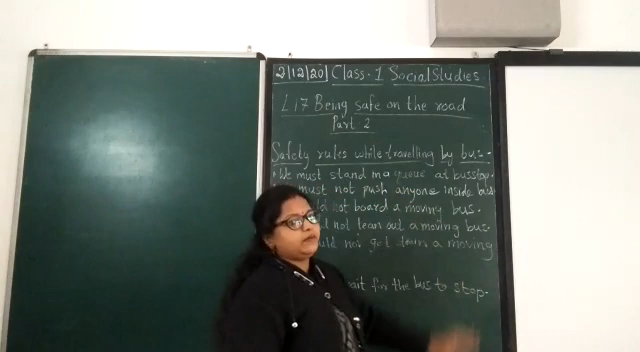 2/12/20 Class-1 Social Studies
L:7 Being safe on the road
Part 2
Safety rules while travelling by bus.
• We must stand in a queue at busstop.
must not push anyone inside bus
not board a moving bus.
not lean out a moving bus.
not get down a moving
wait for the bus to stop.